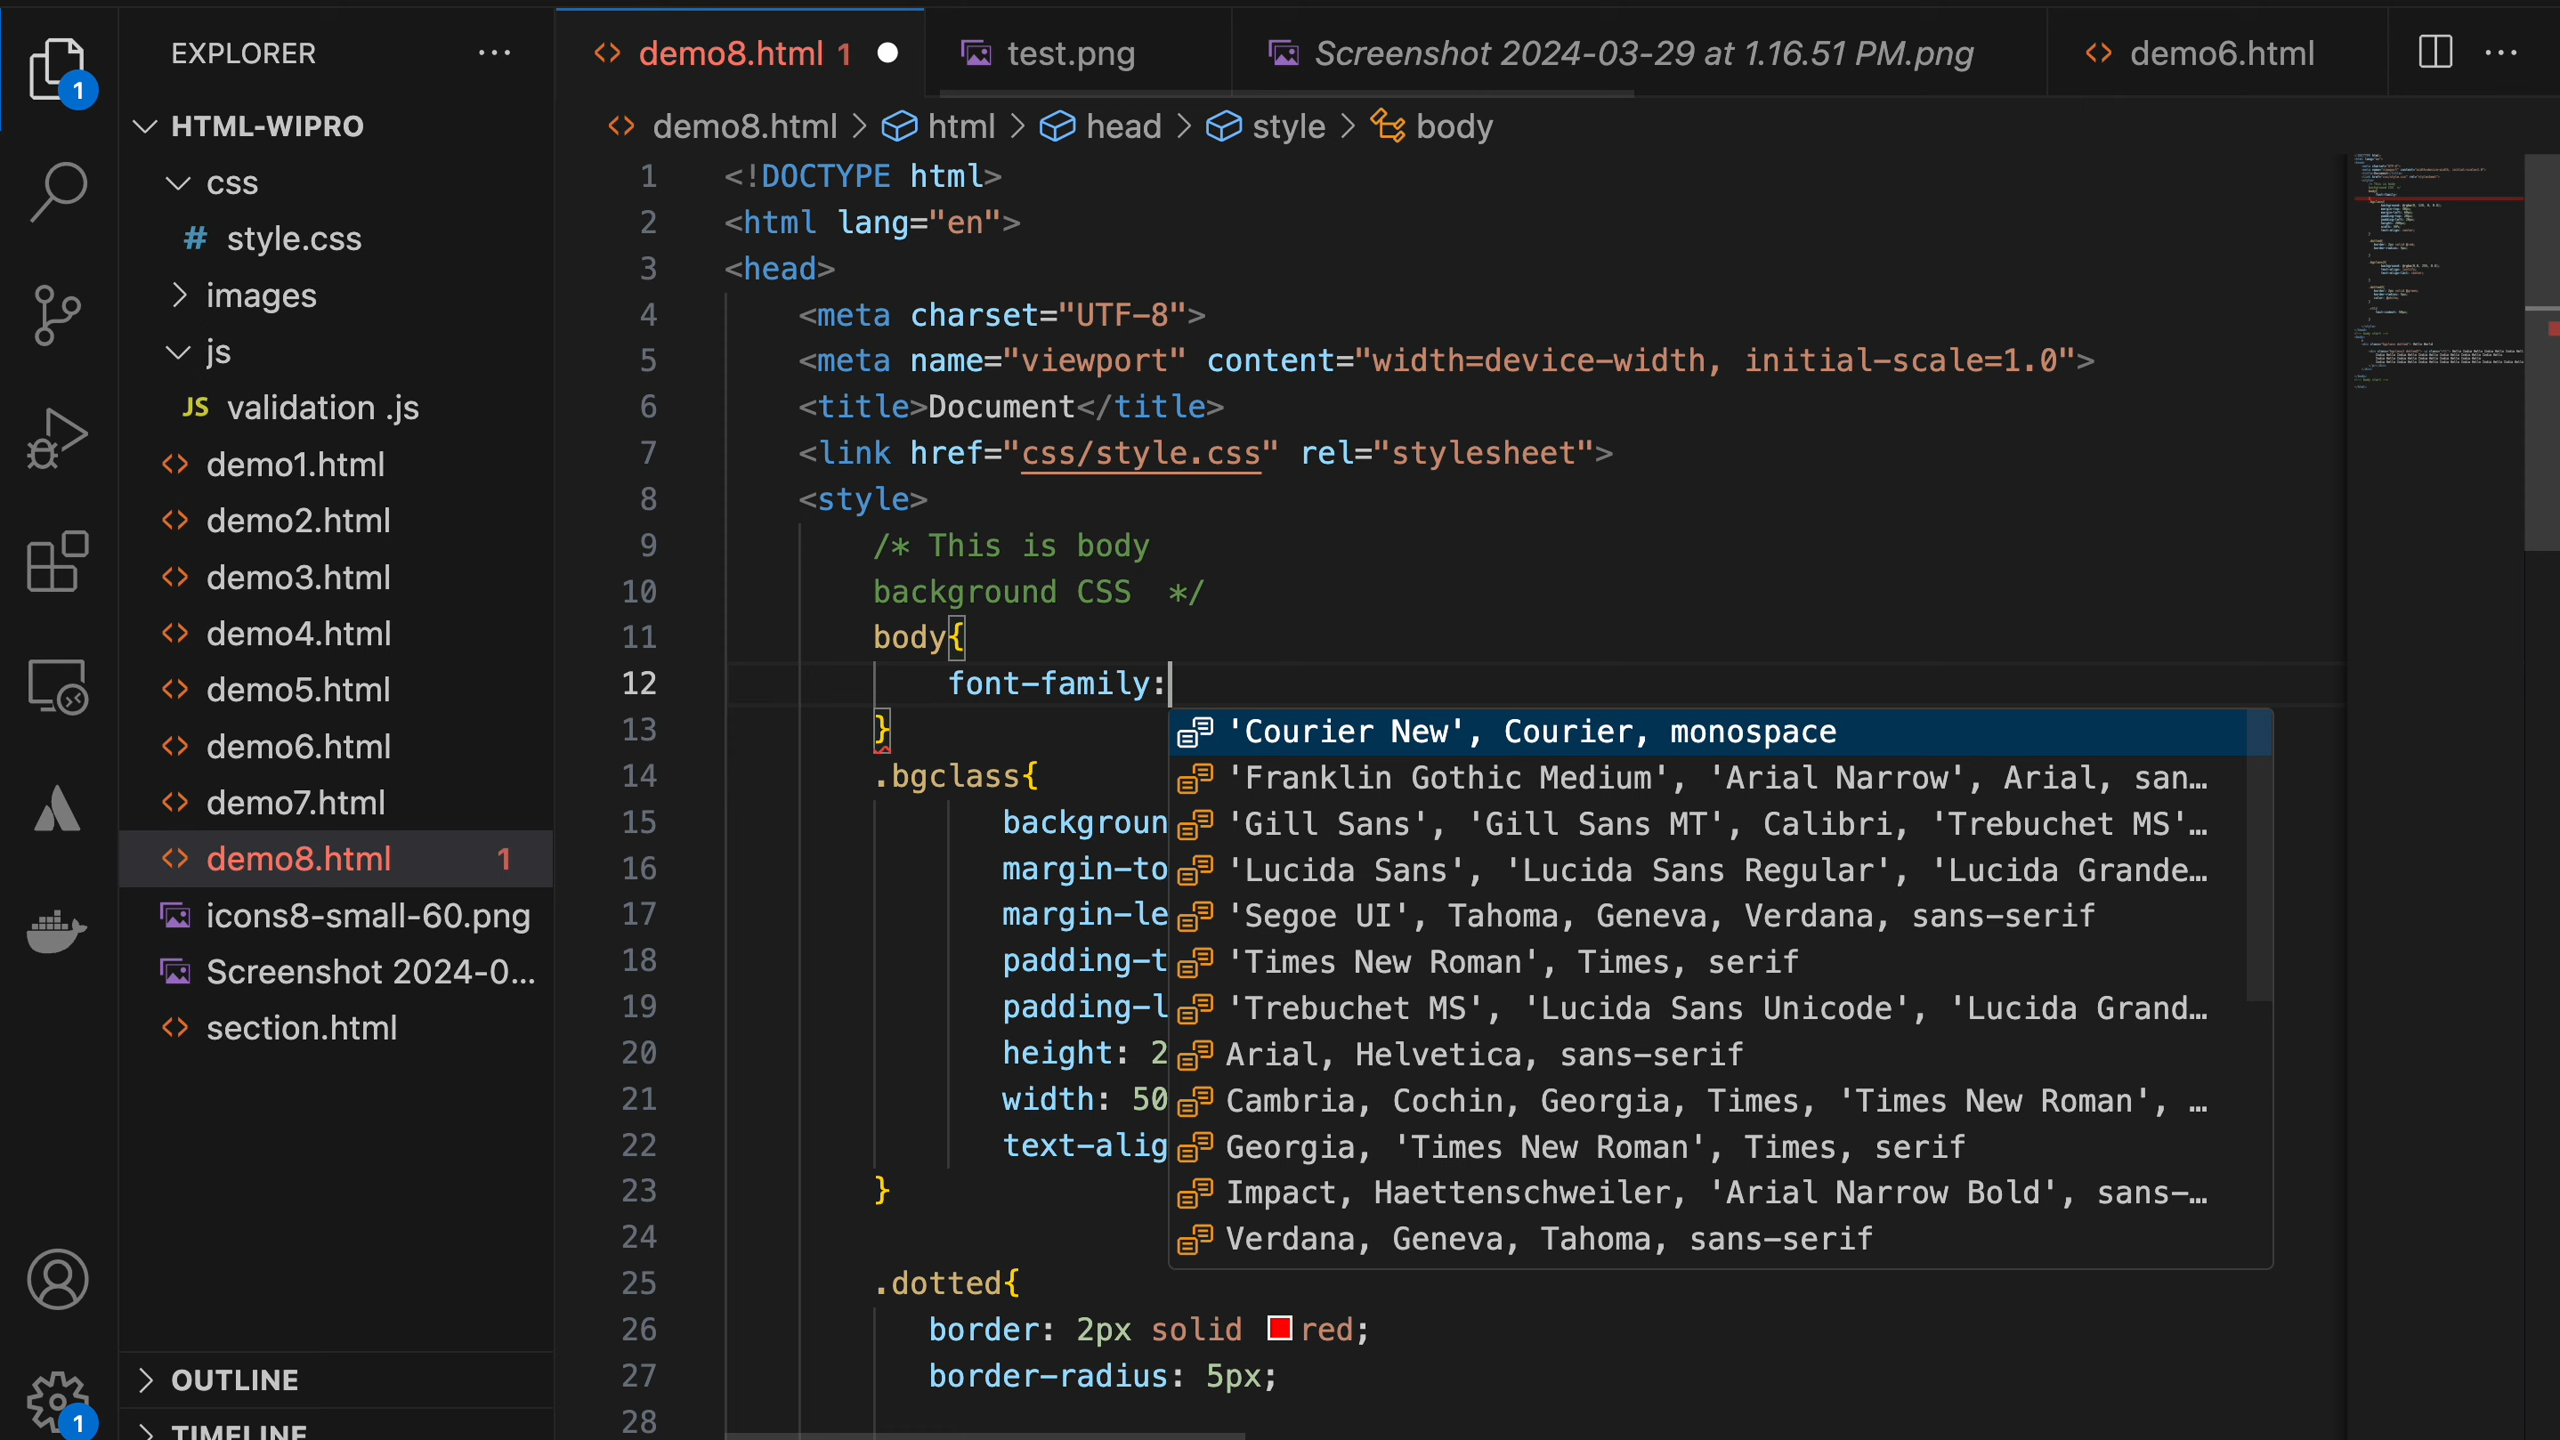 EXPLORER
HTML-WIPRO
css
# style.css
images
js
JS validation .js
demo1.html
demo2.html
demo3.html
demo4.html
demo5.html
demo6.html
demo7.html
demo8.html 1
icons8-small-60.png
Screenshot 2024-0...
section.html
OUTLINE
TIMELINE
1
1
demo8.html 1
test.png
Screenshot 2024-03-29 at 1.16.51 PM.png
demo6.html
demo8.html > html > head > style > body
1 <!DOCTYPE html>
2 <html lang="en">
3 <head>
4 <meta charset="UTF-8">
5 <meta name="viewport" content="width=device-width, initial-scale=1.0">
6 <title>Document</title>
7 <link href="css/style.css" rel="stylesheet">
8 <style>
9 /* This is body
10 background CSS  */
11 body{
12 font-family:
13 }
14 .bgclass{
15 backgroun
16 margin-to
17 margin-le
18 padding-t
19 padding-l
20 height: 2
21 width: 50
22 text-alig
23 }
24
25 .dotted{
26 border: 2px solid red;
27 border-radius: 5px;
28
'Courier New', Courier, monospace
'Franklin Gothic Medium', 'Arial Narrow', Arial, san...
'Gill Sans', 'Gill Sans MT', Calibri, 'Trebuchet MS'...
'Lucida Sans', 'Lucida Sans Regular', 'Lucida Grande...
'Segoe UI', Tahoma, Geneva, Verdana, sans-serif
'Times New Roman', Times, serif
'Trebuchet MS', 'Lucida Sans Unicode', 'Lucida Grand...
Arial, Helvetica, sans-serif
Cambria, Cochin, Georgia, Times, 'Times New Roman', ...
Georgia, 'Times New Roman', Times, serif
Impact, Haettenschweiler, 'Arial Narrow Bold', sans-...
Verdana, Geneva, Tahoma, sans-serif